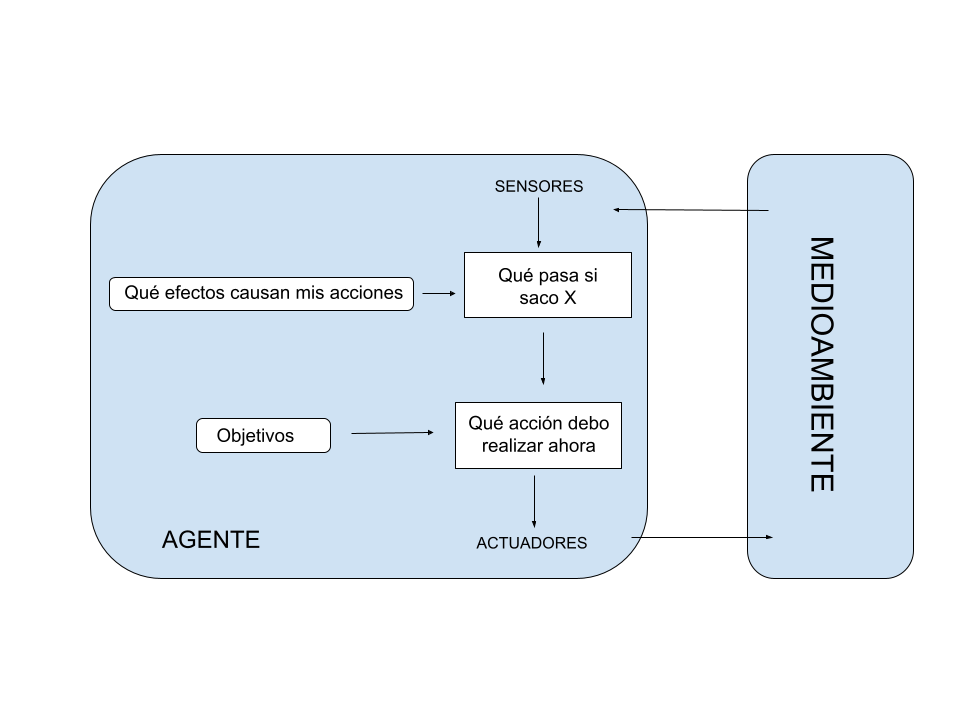 SENSORES
Qué pasa si
saco X
Qué efectos causan mis acciones
Qué acción debo
realizar ahora
Objetivos
AGENTE
ACTUADORES
MEDIOAMBIENTE